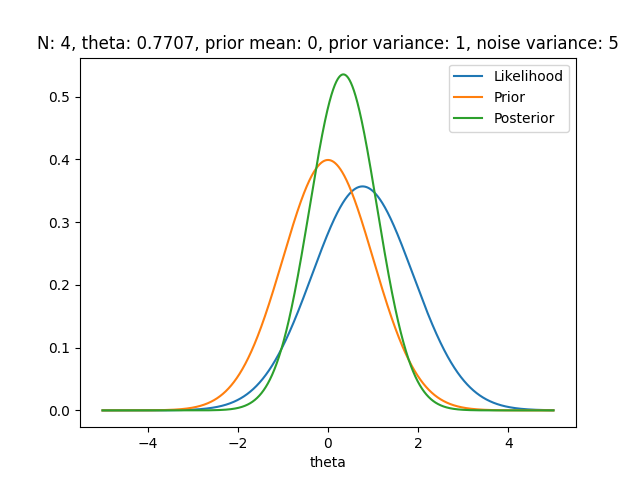 N: 4, theta: 0.7707, prior mean: 0, prior variance: 1, noise variance: 5
Likelihood
Prior
Posterior
0.5
0.4
0.3
0.2
0.1
0.0
−4
−2
0
2
4
theta